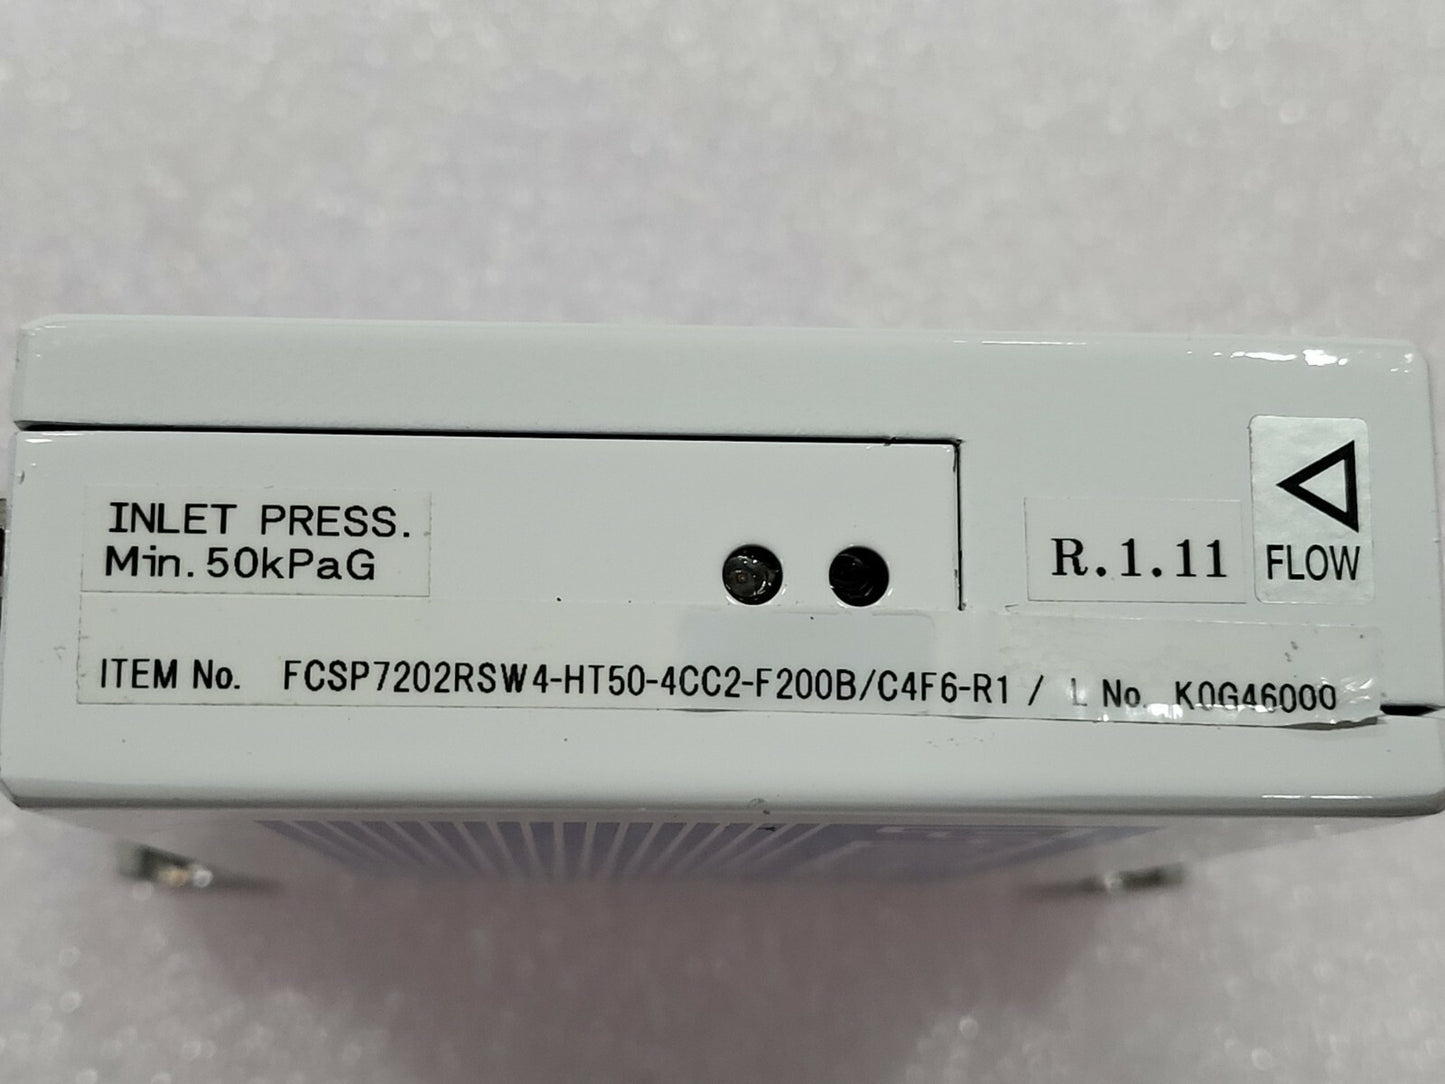 INLET PRESS.
Min. 50kPaG
R.1.11
FLOW
ITEM No. FCSP7202RSW4-HT50-4CC2-F200B/C4F6-R1 / L No. K0G46000